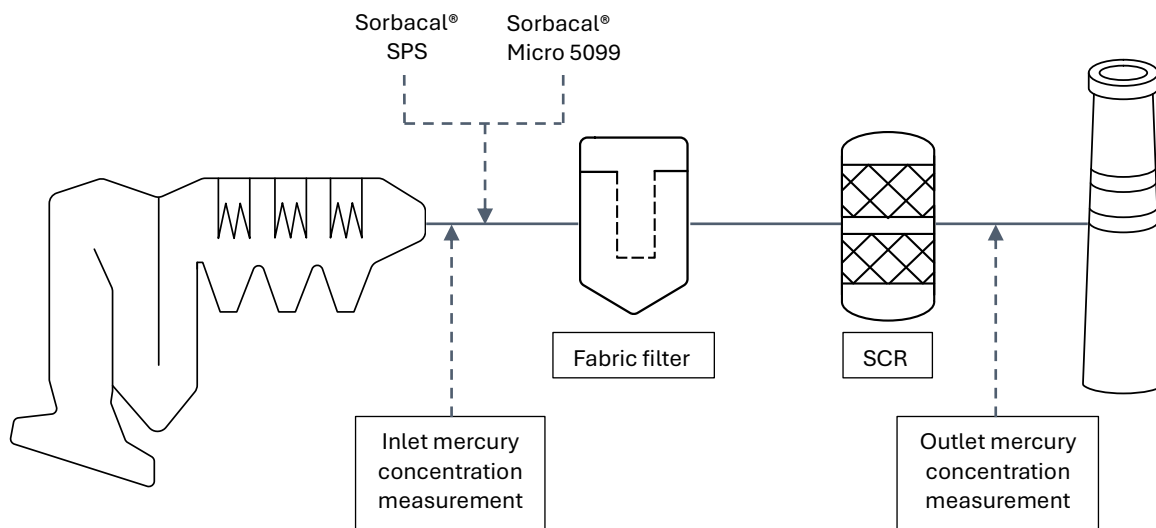 Sorbacal®
SPS
Sorbacal®
Micro 5099
Fabric filter
SCR
Inlet mercury
concentration
measurement
Outlet mercury
concentration
measurement